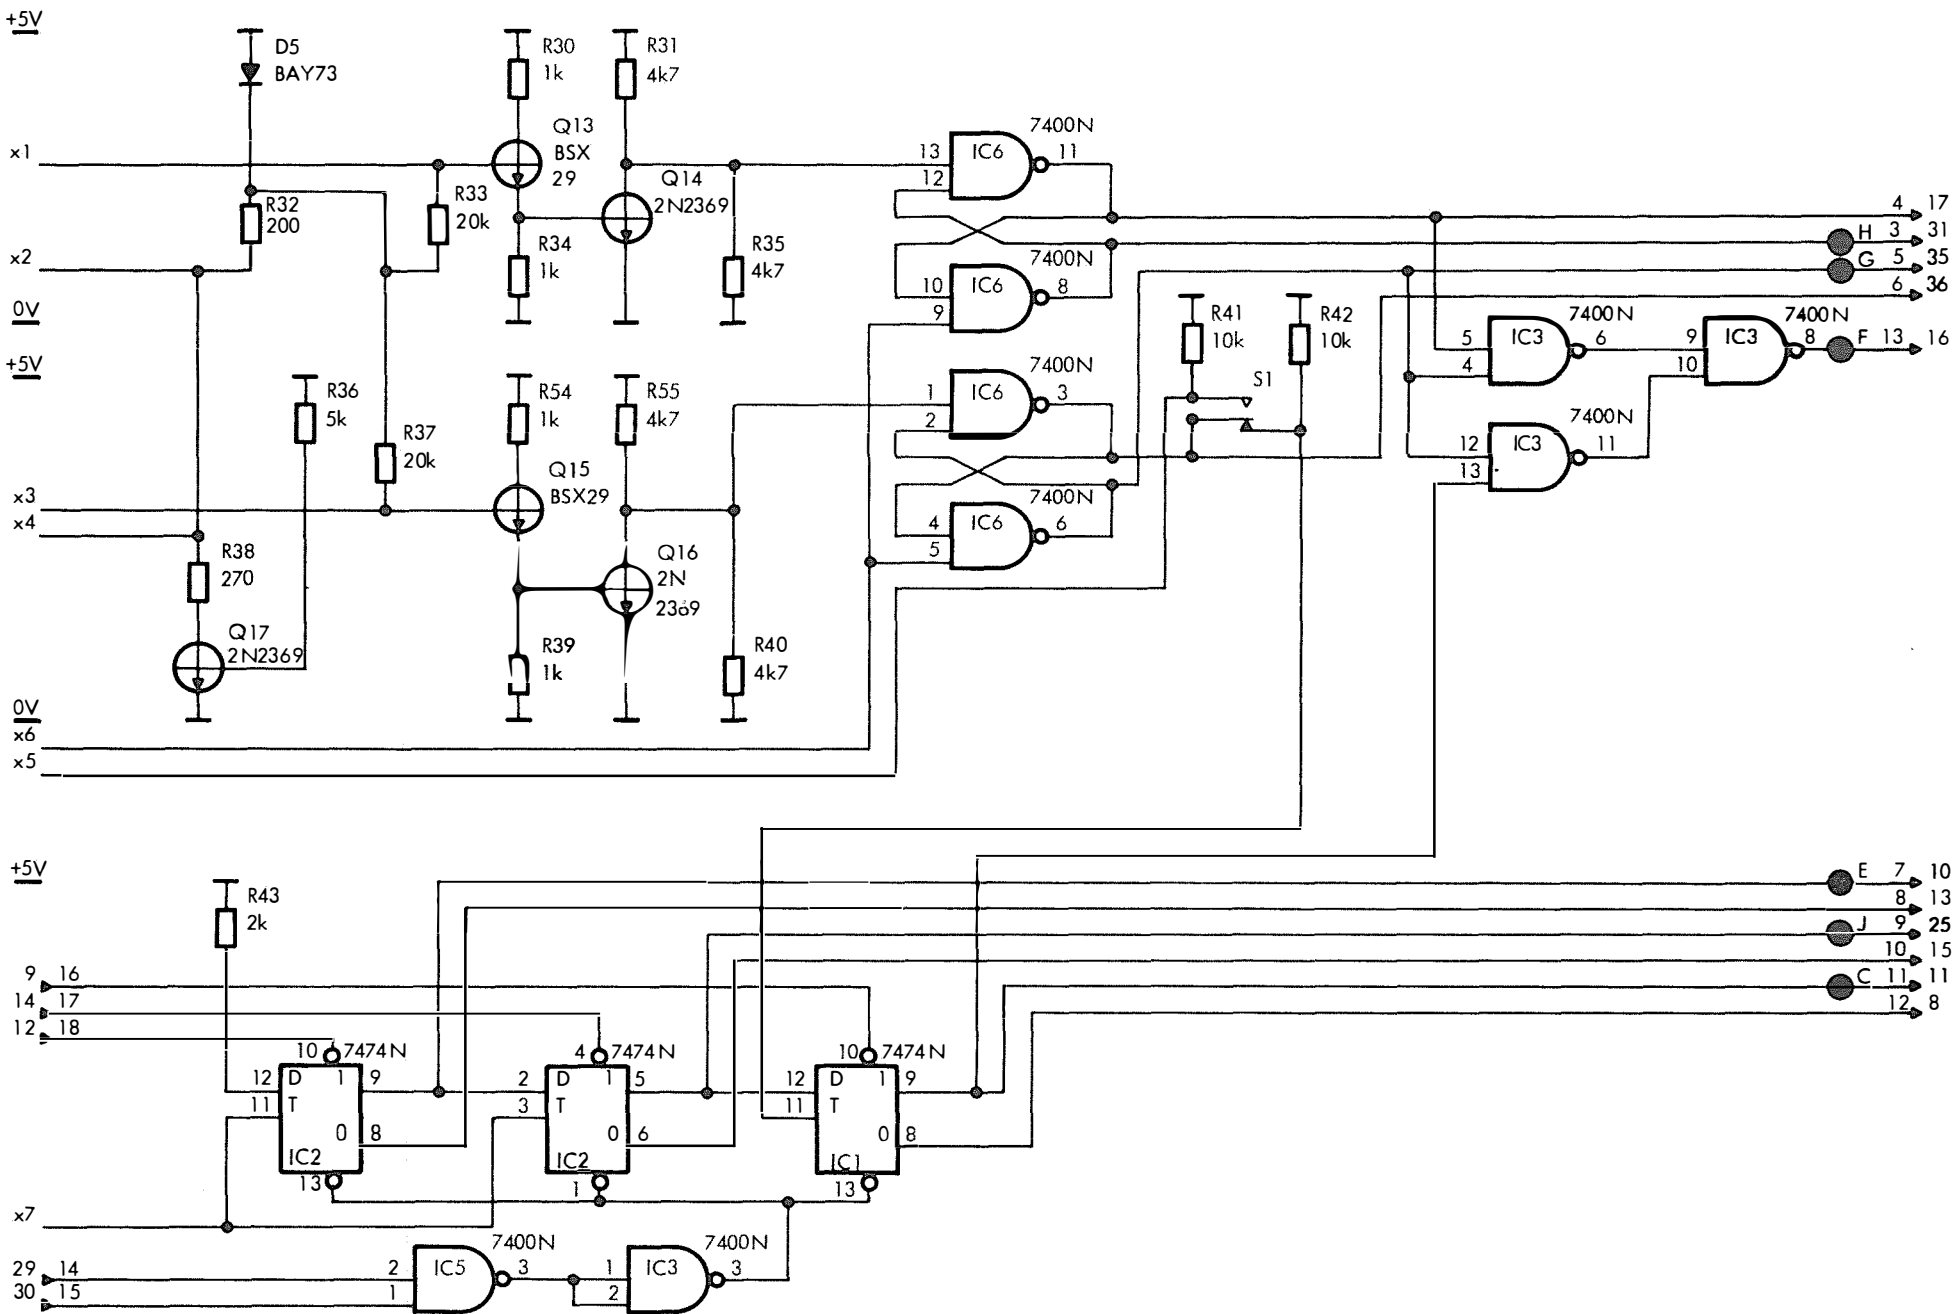 +5V
D5
BAY73
R30
1k
R31
4k7
x1
Q13
BSX
29
R33
20k
R32
200
Q14
2N2369
R34
1k
R35
4k7
x2
0V
13
12
IC6
7400N
11
10
9
IC6
7400N
8
4 17
H 3 31
G 5 35
6 36
R41
10k
R42
10k
S1
5
4
IC3
7400N
6
9
10
IC3
7400N
8
F 13 16
12
13
IC3
7400N
11
+5V
R36
5k
R37
20k
R54
1k
R55
4k7
Q15
BSX29
x3
x4
R38
270
Q17
2N2369
Q16
2N
2369
R39
1k
R40
4k7
1
2
IC6
7400N
3
4
5
IC6
7400N
6
0V
x6
x5
+5V
R43
2k
E 7 10
8 13
J 9 25
10 15
C 11 11
12 8
9 16
14 17
12 18
10 7474N
12 D 1 9
11 T
0 8
IC2
13
4 7474N
2 D 1 5
3 T
0 6
IC2
1
10 7474N
12 D 1 9
11 T
0 8
IC1
13
x7
29 14
30 15
2
1
IC5
7400N
3
1
2
IC3
7400N
3